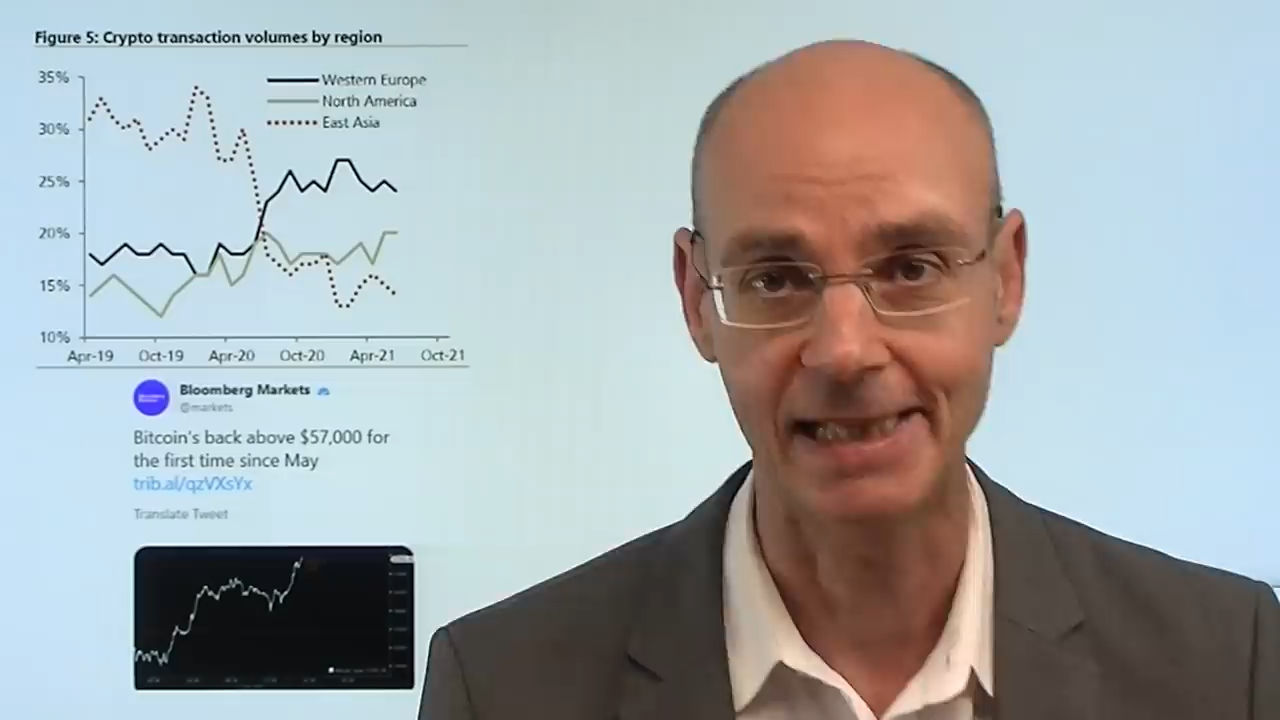 Figure 5: Crypto transaction volumes by region
35%
30%
25%
20%
15%
10%
Western Europe
North America
East Asia
Apr-19 Oct-19 Apr-20 Oct-20 Apr-21 Oct-21
Bloomberg Markets
@markets
Bitcoin's back above $57,000 for
the first time since May
trib.al/qzVXsYx
Translate Tweet